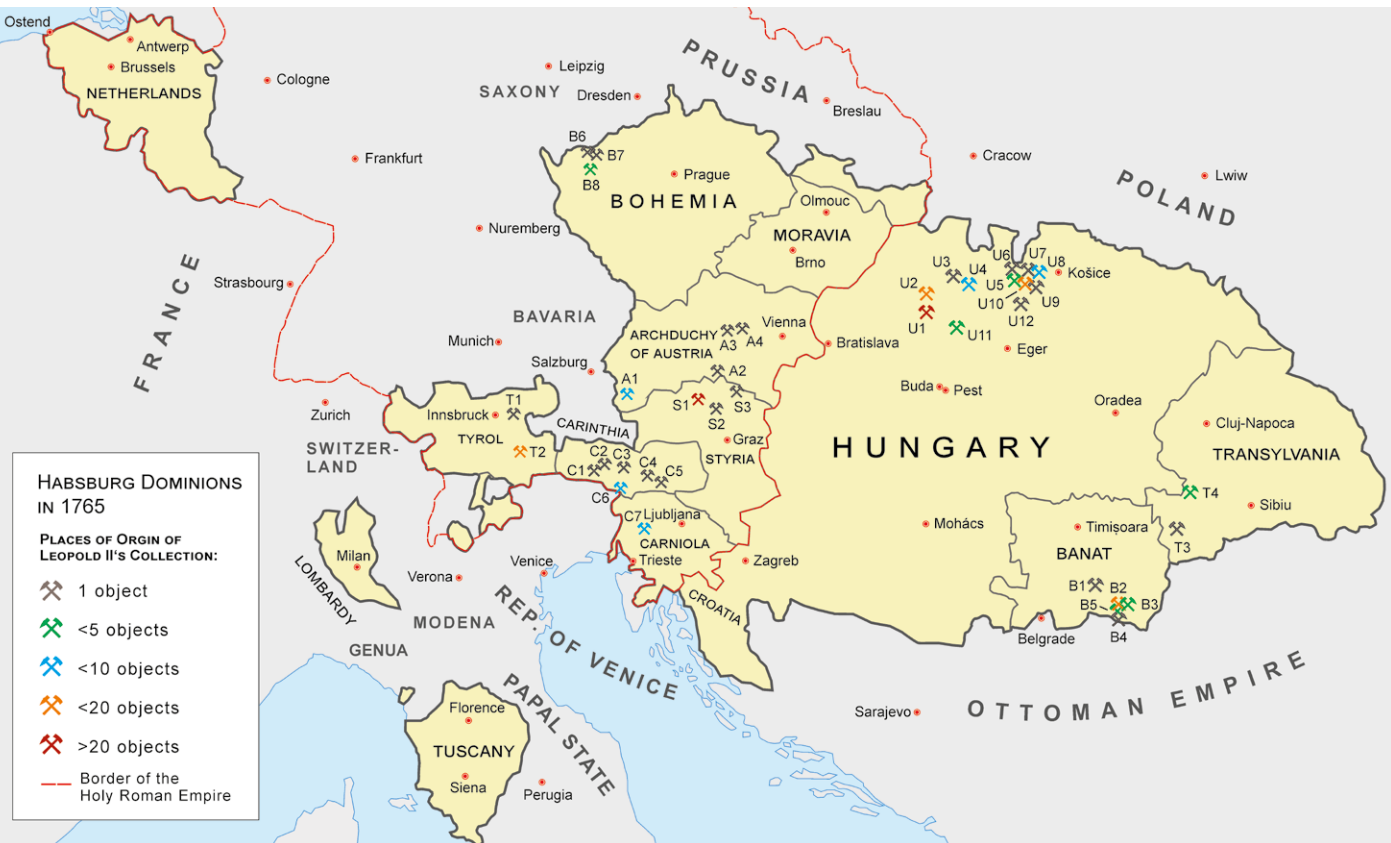 Ostend
Antwerp
Brussels
NETHERLANDS
Cologne
Leipzig
SAXONY
Dresden
PRUSSIA
Breslau
Frankfurt
B6
B7
B8
Prague
BOHEMIA
Cracow
POLAND
Lwiw
Nuremberg
Olmouc
MORAVIA
Brno
FRANCE
Strasbourg
BAVARIA
Munich
Salzburg
ARCHDUCHY
OF AUSTRIA
A3
A4
Vienna
A2
A1
Bratislava
U1
U2
U3
U4
U5
U6
U7
U8
U9
U10
U11
U12
Košice
Eger
Buda
Pest
Oradea
HUNGARY
Cluj-Napoca
TRANSYLVANIA
Zurich
SWITZER-
LAND
Innsbruck
T1
TYROL
T2
CARINTHIA
C1
C2
C3
C4
C5
C6
S1
S2
S3
Graz
STYRIA
C7
Ljubljana
CARNIOLA
Trieste
Zagreb
CROATIA
Mohács
T4
Sibiu
T3
Timişoara
BANAT
B1
B2
B5
B3
B4
Belgrade
Milan
LOMBARDY
Verona
Venice
MODENA
GENUA
REP. OF VENICE
PAPAL STATE
Florence
TUSCANY
Siena
Perugia
Sarajevo
OTTOMAN EMPIRE
HABSBURG DOMINIONS
IN 1765
PLACES OF ORGIN OF
LEOPOLD II'S COLLECTION:
1 object
<5 objects
<10 objects
<20 objects
>20 objects
Border of the
Holy Roman Empire